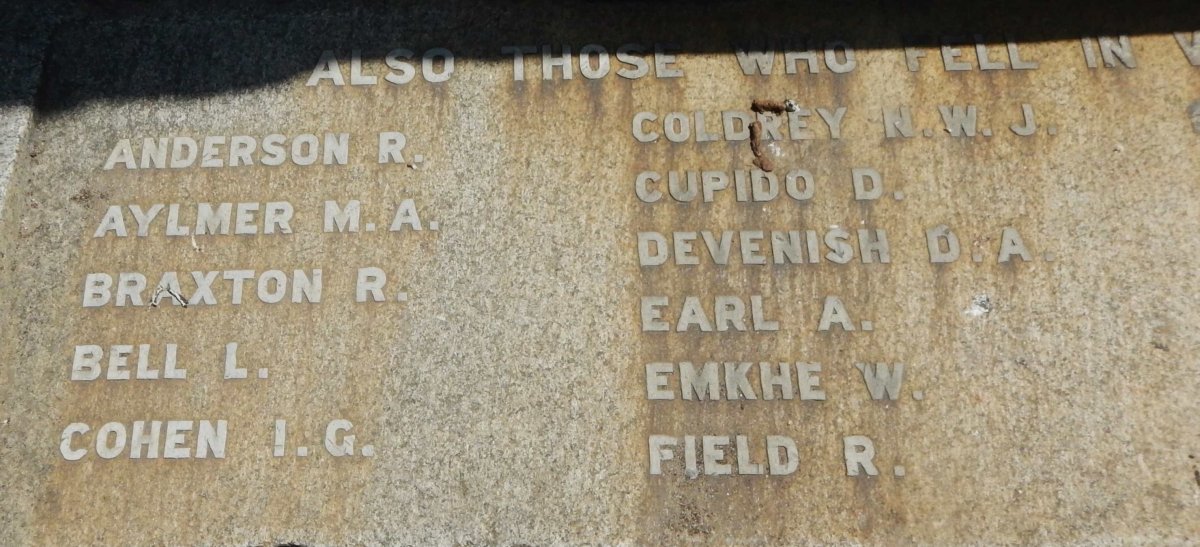 ALSO THOSE WHO FELL IN
ANDERSON R.
AYLMER M.A.
BRAXTON R.
BELL L.
COHEN I.G.
COLDREY N.W.J.
CUPIDO D.
DEVENISH D.A.
EARL A.
EMKHE W.
FIELD R.